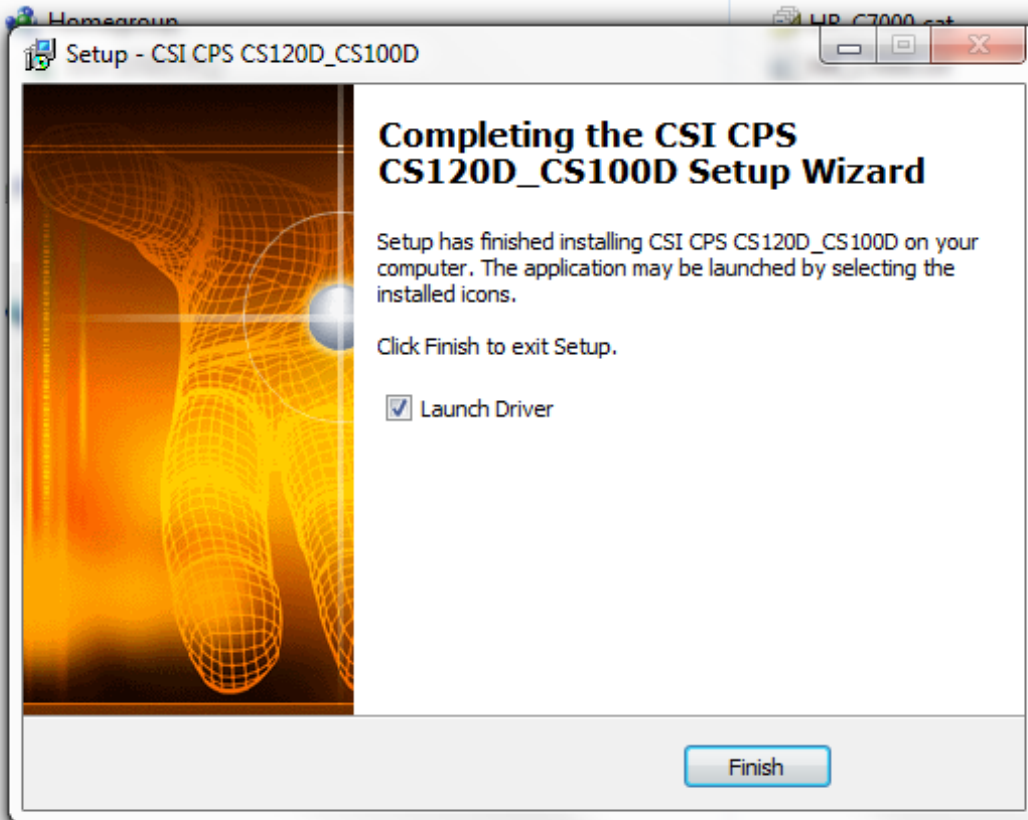 Homegroup
HP_C7000.cat
Setup - CSI CPS CS120D_CS100D
Completing the CSI CPS
CS120D_CS100D Setup Wizard
Setup has finished installing CSI CPS CS120D_CS100D on your
computer. The application may be launched by selecting the
installed icons.
Click Finish to exit Setup.
Launch Driver
Finish